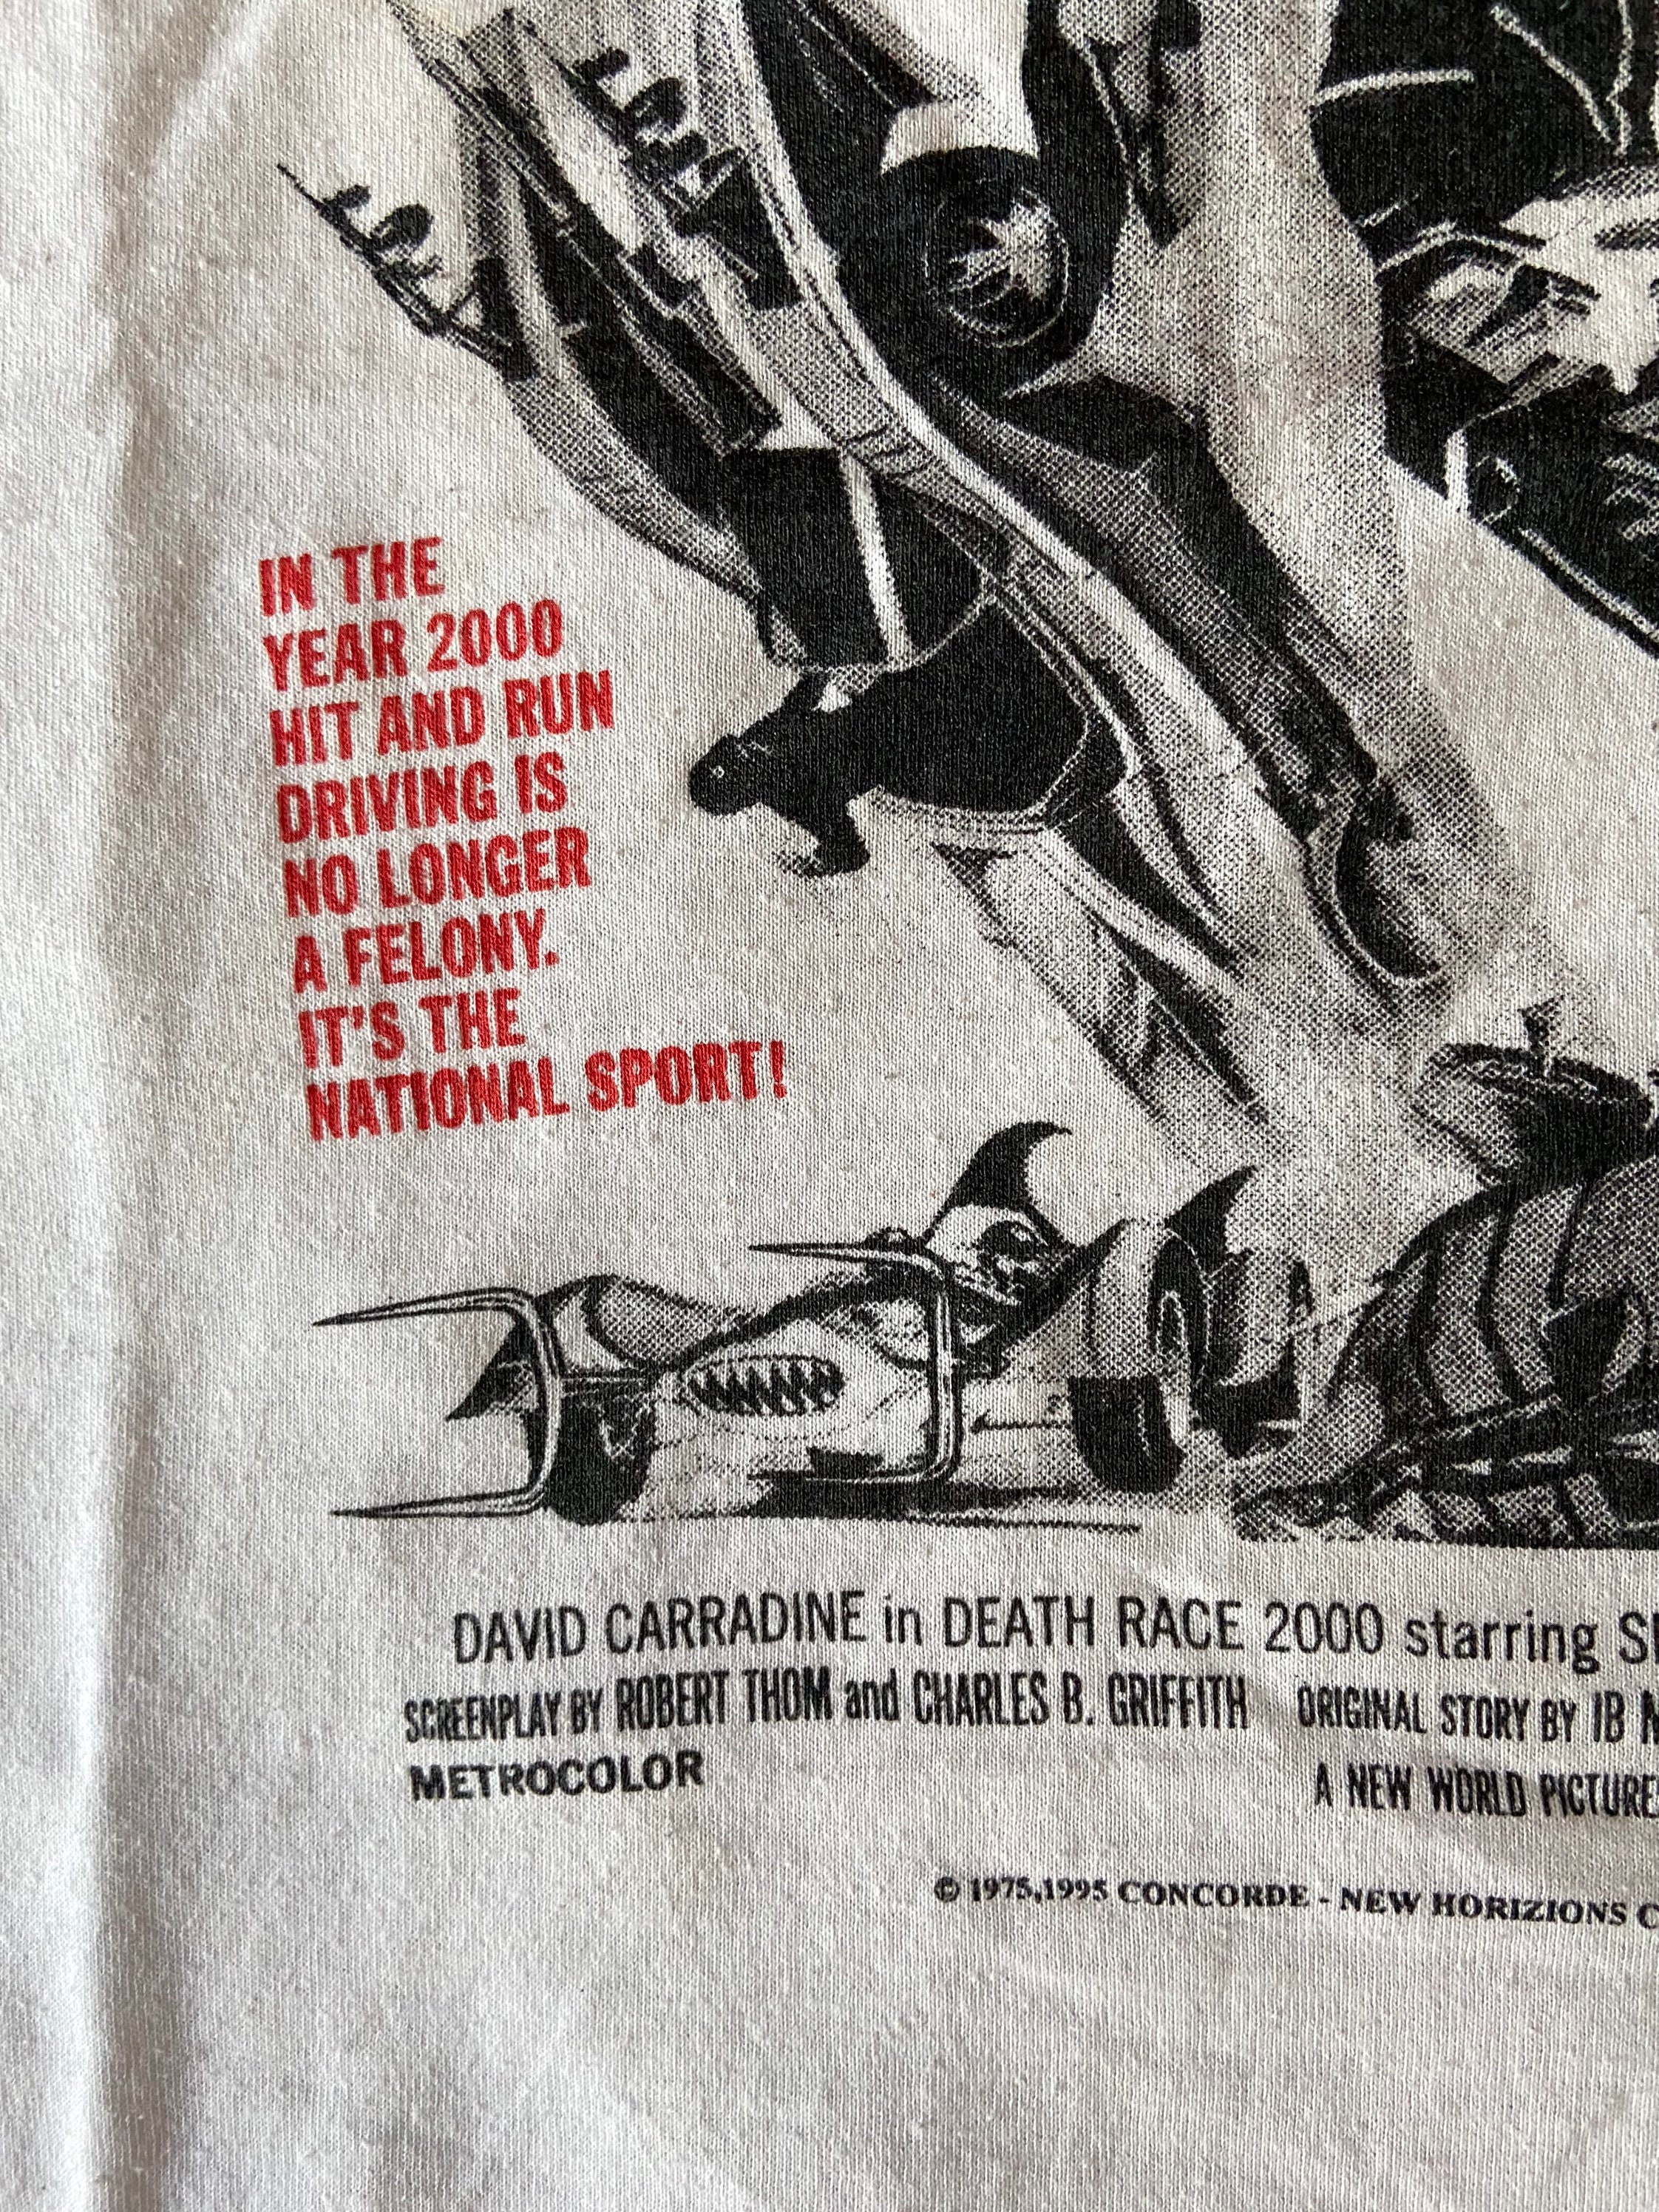 IN THE
YEAR 2000
HIT AND RUN
DRIVING IS
NO LONGER
A FELONY.
IT'S THE
NATIONAL SPORT!
DAVID CARRADINE in DEATH RACE 2000 starring
SCREENPLAY BY ROBERT THOM and CHARLES B. GRIFFITH ORIGINAL STORY BY IB
METROCOLOR
A NEW WORLD PICTURES
© 1975,1995 CONCORDE - NEW HORIZIONS